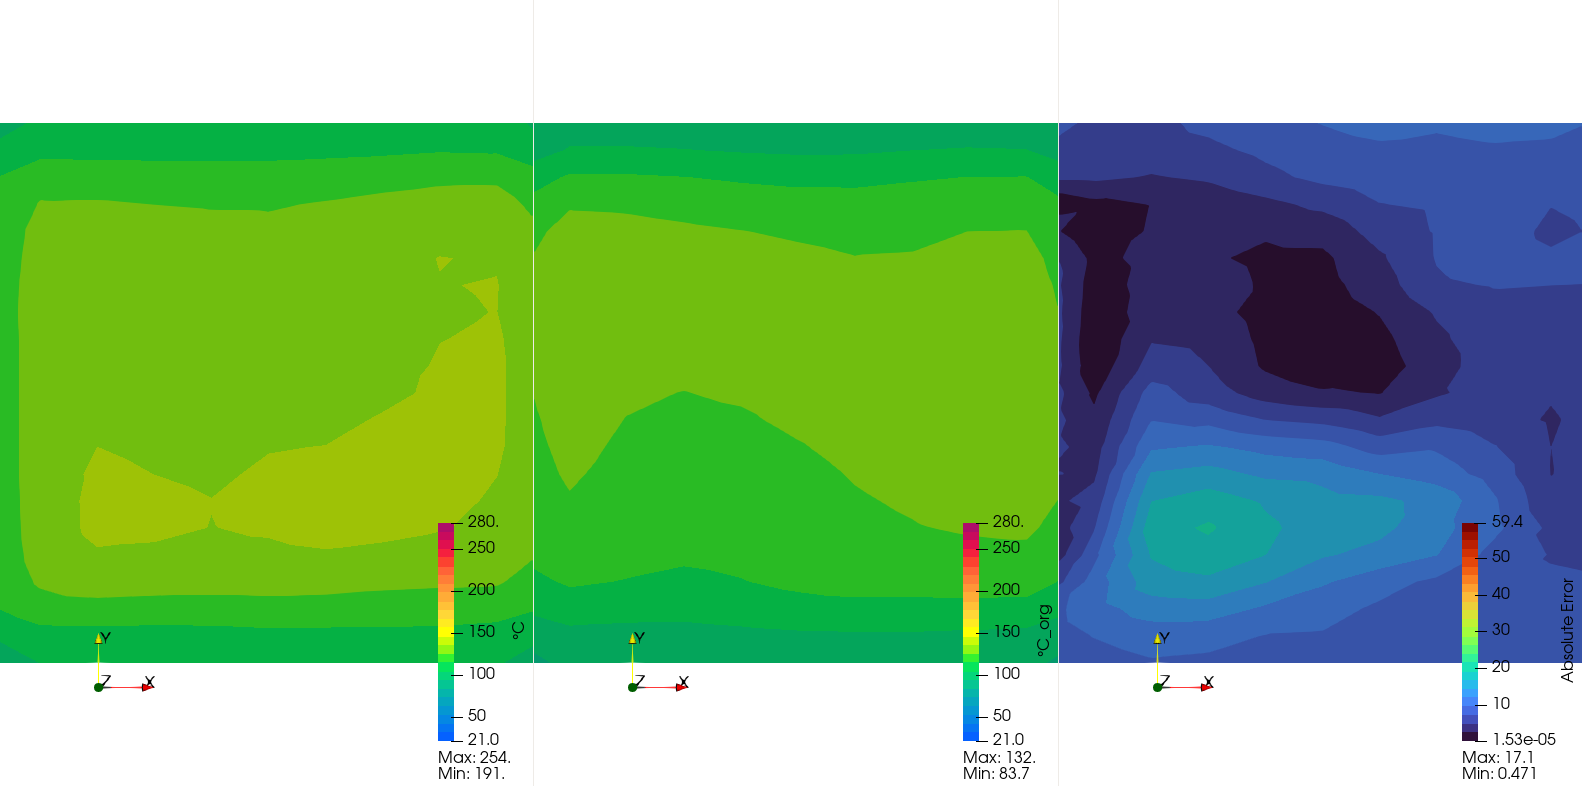 280.
250
200
150
100
50
21.0
°C
Max: 254.
Min: 191.
Y
Z
X
280.
250
200
150
100
50
21.0
°C_org
Max: 132.
Min: 83.7
Y
Z
X
59.4
50
40
30
20
10
1.53e-05
Absolute Error
Max: 17.1
Min: 0.471
Y
Z
X